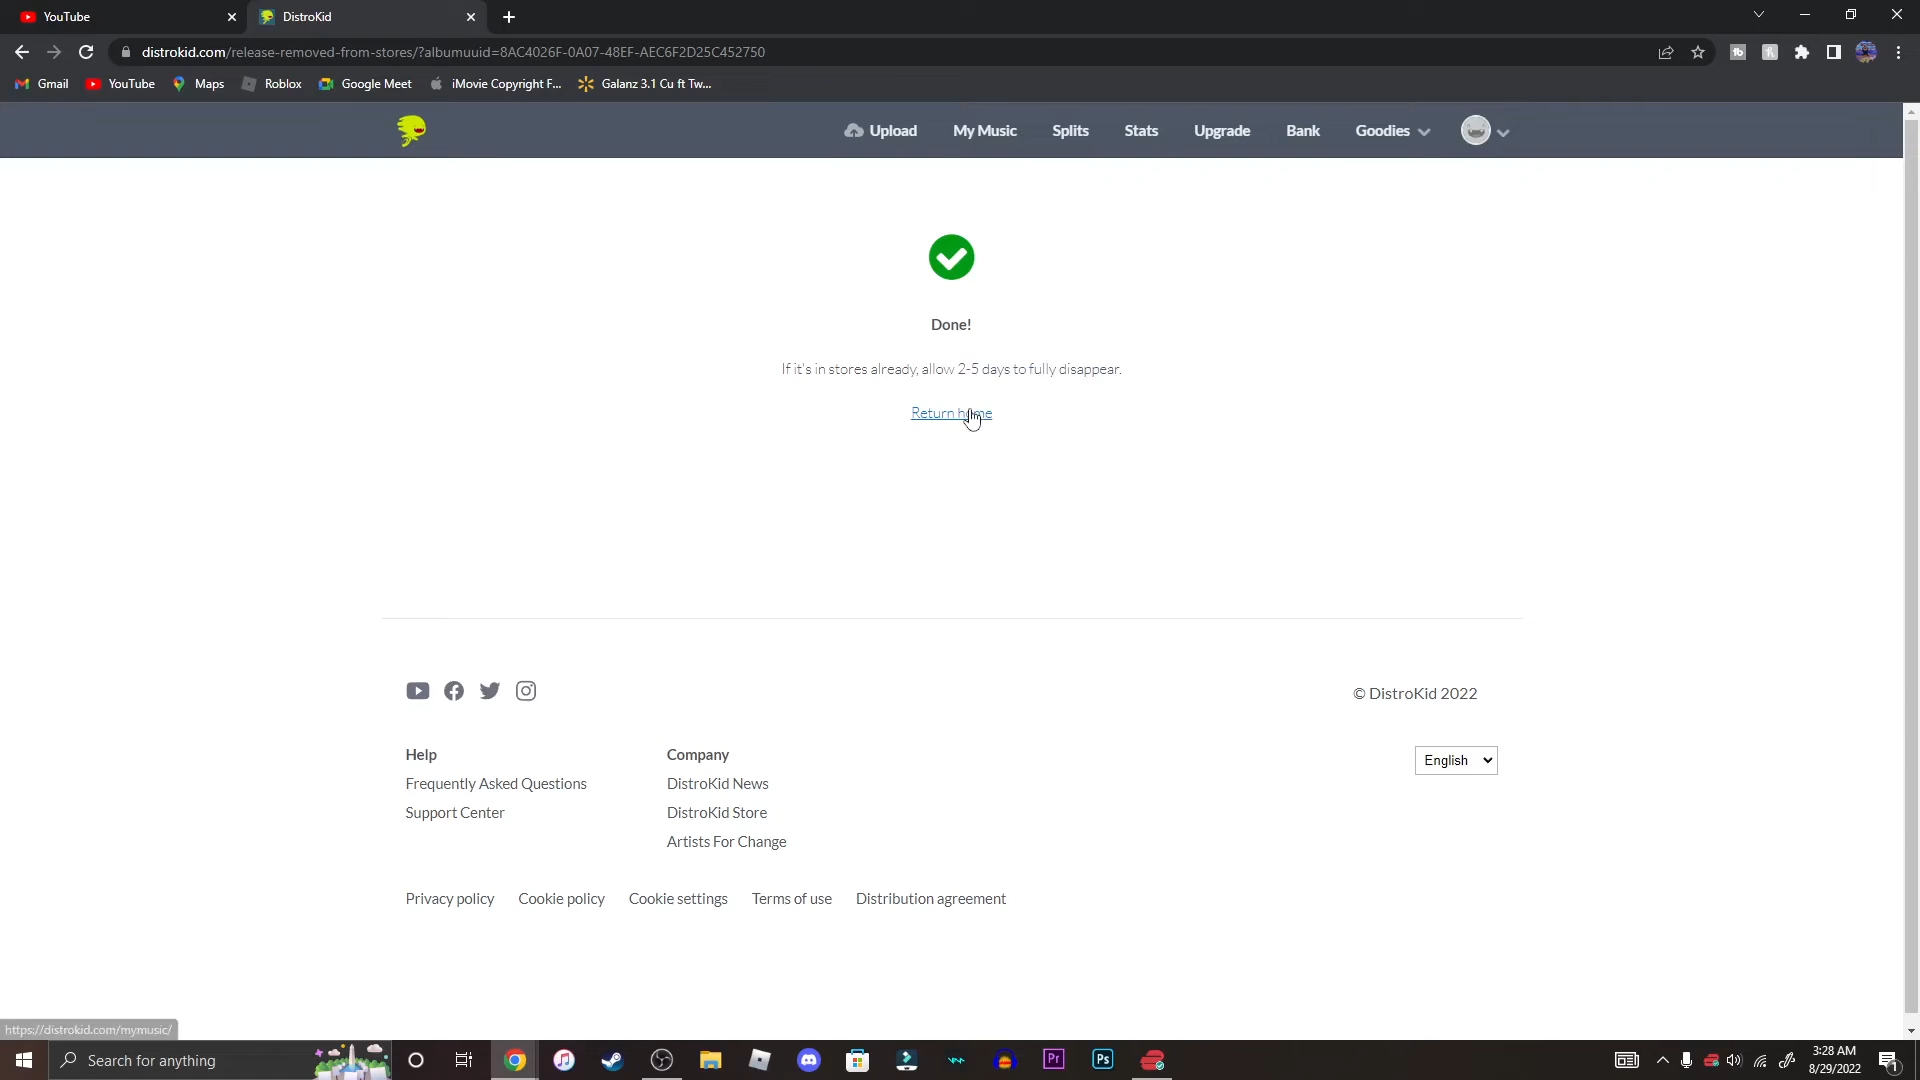 YouTube
DistroKid
distrokid.com/release-removed-from-stores/?albumuuid=8AC4026F-0A07-48EF-AEC6F2D25C452750
Gmail
YouTube
Maps
Roblox
Google Meet
iMovie Copyright F...
Galanz 3.1 Cu ft Tw...
Upload
My Music
Splits
Stats
Upgrade
Bank
Goodies
Done!
If it's in stores already, allow 2-5 days to fully disappear.
Return home
© DistroKid 2022
Help
Frequently Asked Questions
Support Center
Company
DistroKid News
DistroKid Store
Artists For Change
English
Privacy policy
Cookie policy
Cookie settings
Terms of use
Distribution agreement
https://distrokid.com/mymusic/
Search for anything
Pr
Ps
3:28 AM
8/29/2022
1